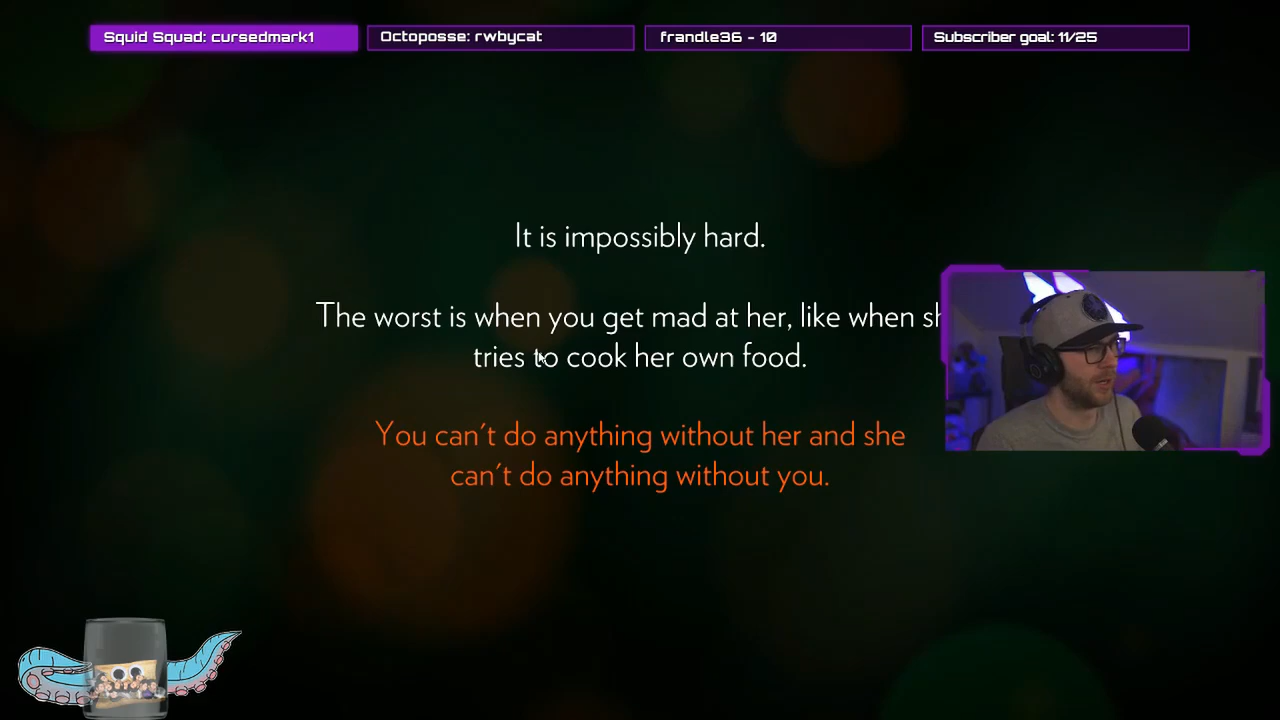 Squid Squad: cursedmark1
Octoposse: rwbycat
frandle36 - 10
Subscriber goal: 11/25
It is impossibly hard.
The worst is when you get mad at her, like when sh
tries to cook her own food.
You can't do anything without her and she
can't do anything without you.